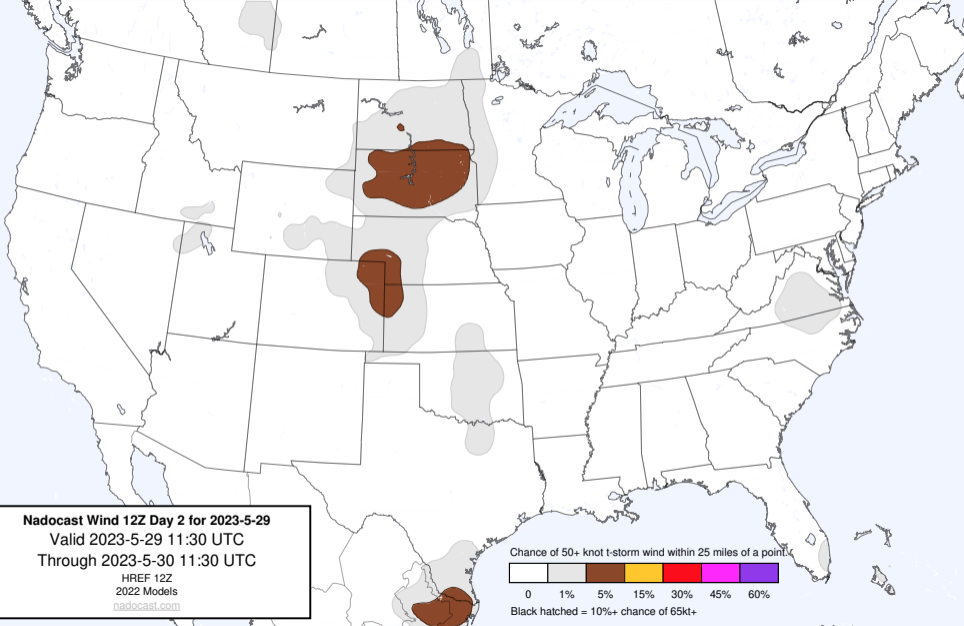 Nadocast Wind 12Z Day 2 for 2023-5-29
Valid 2023-5-29 11:30 UTC
Through 2023-5-30 11:30 UTC
HREF 12Z
2022 Models
nadocast.com
Chance of 50+ knot t-storm wind within 25 miles of a point.
0 1% 5% 15% 30% 45% 60%
Black hatched = 10%+ chance of 65kt+